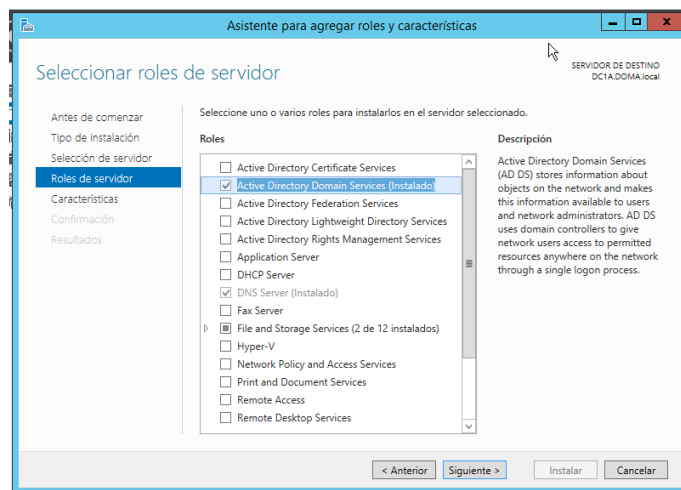 Asistente para agregar roles y características
Seleccionar roles de servidor
SERVIDOR DE DESTINO
DC1A.DOMA.local
Antes de comenzar
Tipo de instalación
Selección de servidor
Roles de servidor
Características
Confirmación
Resultados
Seleccione uno o varios roles para instalarlos en el servidor seleccionado.
Roles
Active Directory Certificate Services
Active Directory Domain Services (Instalado)
Active Directory Federation Services
Active Directory Lightweight Directory Services
Active Directory Rights Management Services
Application Server
DHCP Server
DNS Server (Instalado)
Fax Server
File and Storage Services (2 de 12 instalados)
Hyper-V
Network Policy and Access Services
Print and Document Services
Remote Access
Remote Desktop Services
Descripción
Active Directory Domain Services
(AD DS) stores information about
objects on the network and makes
this information available to users
and network administrators. AD DS
uses domain controllers to give
network users access to permitted
resources anywhere on the network
through a single logon process.
< Anterior
Siguiente >
Instalar
Cancelar